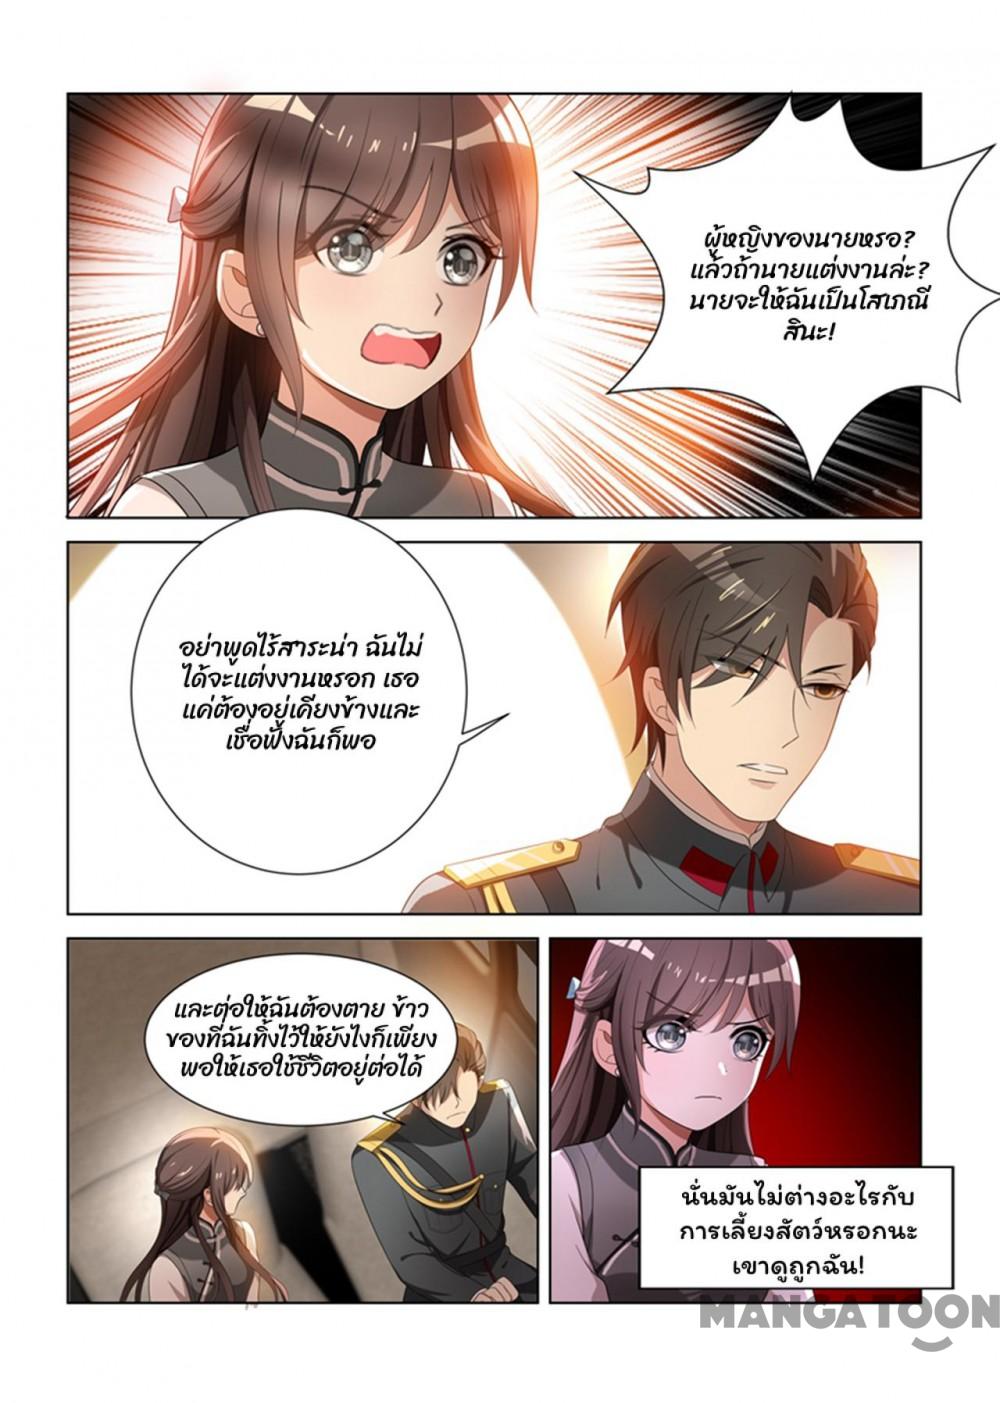 ผู้หญิงของนายหรอ?
แล้วถ้านายแต่งงานล่ะ?
นายจะให้ฉันเป็นโสเภณี
สินะ!
อย่าพูดไร้สาระน่า ฉันไม่
ได้จะแต่งงานหรอก เธอ
แค่ต้องอยู่เคียงข้างและ
เชื่อฟังฉันก็พอ
และต่อให้ฉันต้องตาย ข้าว
ของที่ฉันทิ้งไว้ให้ยังไงก็เพียง
พอให้เธอใช้ชีวิตอยู่ต่อได้
นั่นมันไม่ต่างอะไรกับ
การเลี้ยงสัตว์หรอกนะ
เขาดูถูกฉัน!
MANGATOON